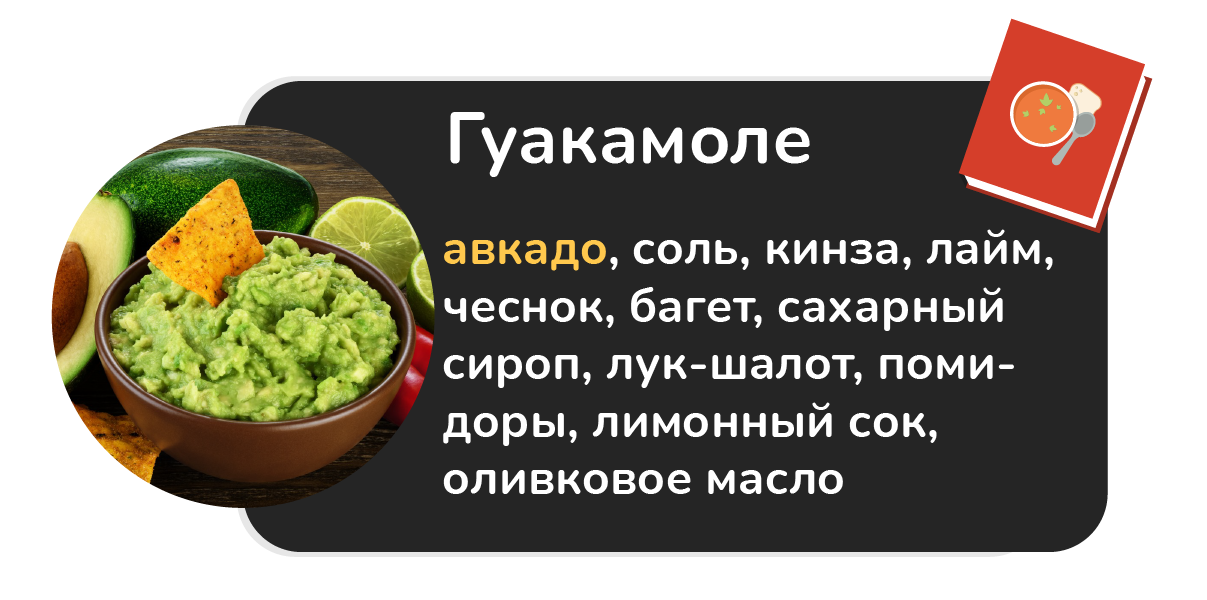 Гуакамоле
авкадо, соль, кинза, лайм,
чеснок, багет, сахарный
сироп, лук-шалот, поми-
доры, лимонный сок,
оливковое масло